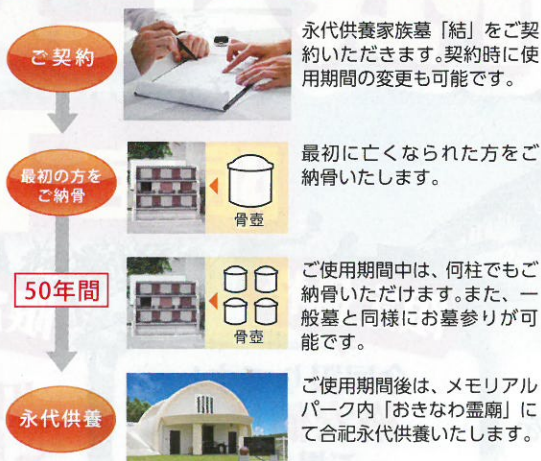 ご契約
永代供養家族墓「結」をご契
約いただきます。契約時に使
用期間の変更も可能です。
最初の方を
ご納骨
骨壺
最初に亡くなられた方をご
納骨いたします。
50年間
骨壺
ご使用期間中は、何柱でもご
納骨いただけます。また、一
般墓と同様にお墓参りが可
能です。
永代供養
ご使用期間後は、メモリアル
パーク内「おきなわ霊廟」に
て合祀永代供養いたします。